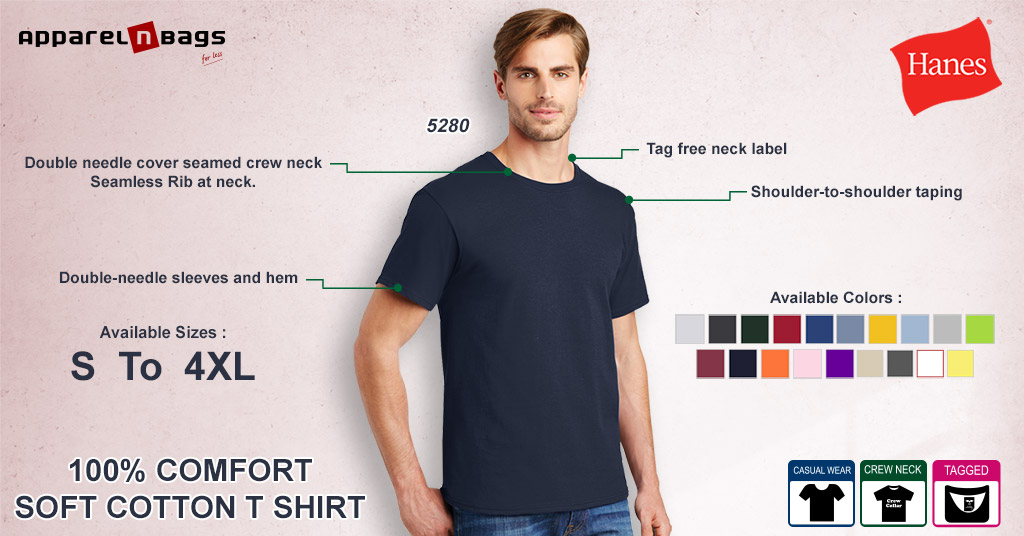 APPAREL n BAGS
for less
Hanes
5280
Double needle cover seamed crew neck
Seamless Rib at neck.
Tag free neck label
Shoulder-to-shoulder taping
Double-needle sleeves and hem
Available Sizes :
S To 4XL
Available Colors :
100% COMFORT
SOFT COTTON T SHIRT
CASUAL WEAR
CREW NECK
Crew
Collar
TAGGED